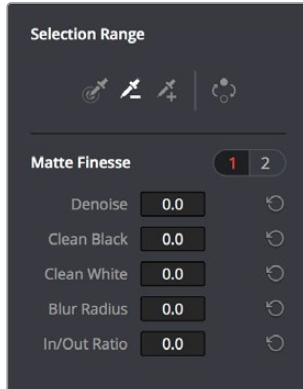 Selection Range
Matte Finesse 1 2
Denoise 0.0
Clean Black 0.0
Clean White 0.0
Blur Radius 0.0
In/Out Ratio 0.0